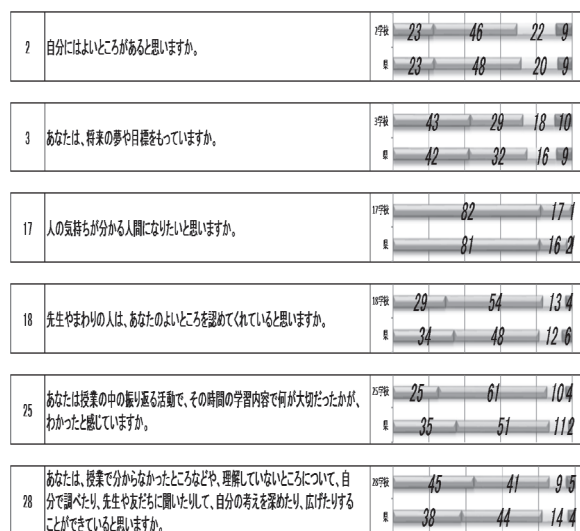 2 自分にはよいところがあると思いますか。
2学校 23 46 22 9
県 23 48 20 9
3 あなたは、将来の夢や目標をもっていますか。
3学校 43 29 18 10
県 42 32 16 9
17 人の気持ちが分かる人間になりたいと思いますか。
17学校 82 17 1
県 81 16 2
18 先生やまわりの人は、あなたのよいところを認めてくれていると思いますか。
18学校 29 54 13 4
県 34 48 12 6
25 あなたは授業の中の振り返る活動で、その時間の学習内容で何が大切だったかが、
わかったと感じていますか。
25学校 25 61 10 4
県 35 51 11 2
28 あなたは、授業で分からなかったところなどや、理解していないところについて、自
分で調べたり、先生や友だちに聞いたりして、自分の考えを深めたり、広げたりする
ことができていると思いますか。
28学校 45 41 9 5
県 38 44 14 4